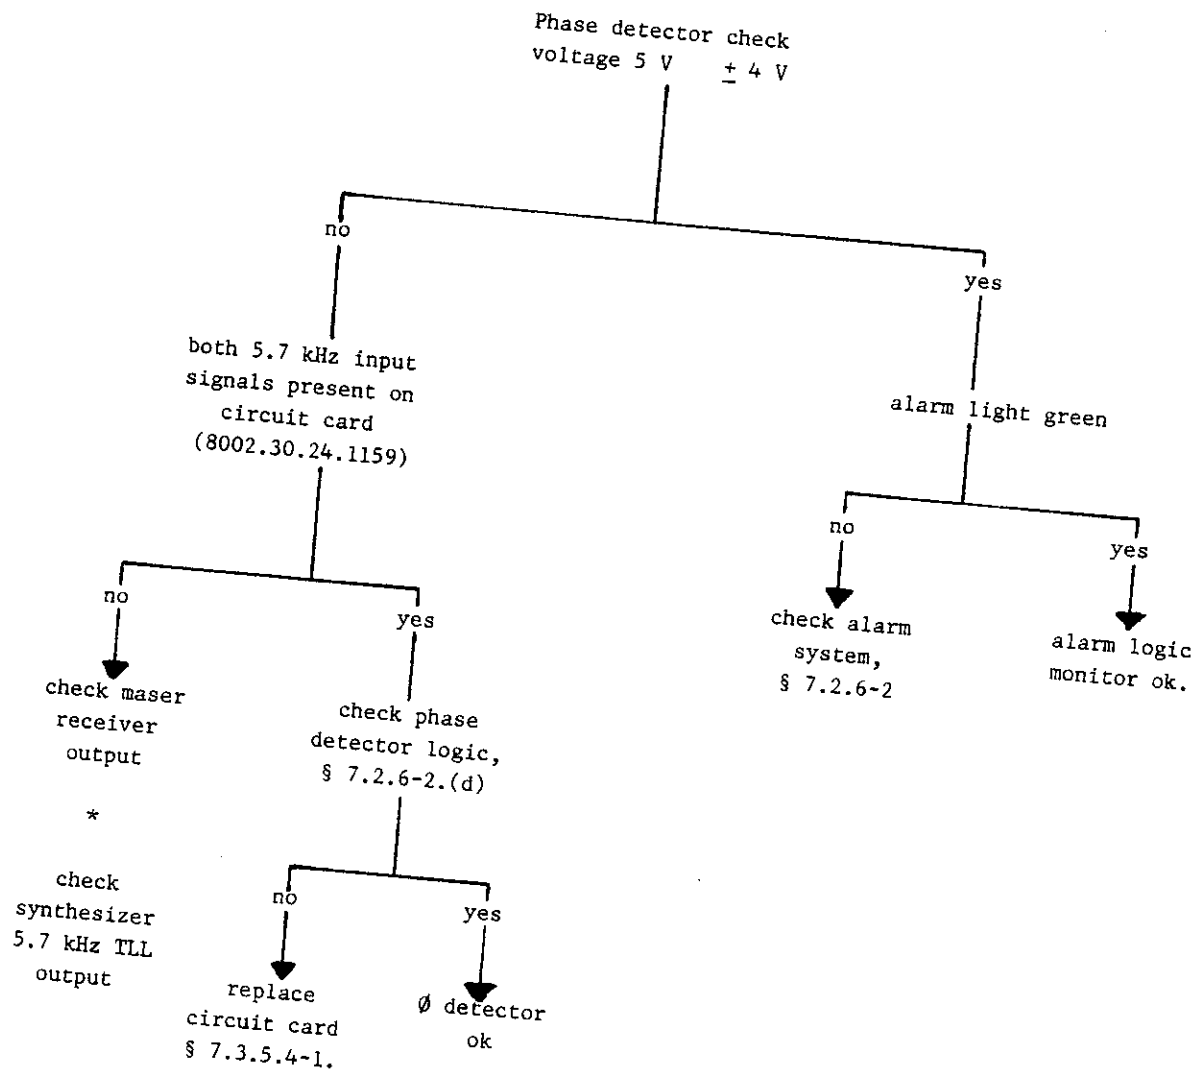 Phase detector check
voltage 5 V ± 4 V
no
yes
both 5.7 kHz input
signals present on
circuit card
(8002.30.24.1159)
alarm light green
no
yes
no
yes
check alarm
system,
§ 7.2.6-2
alarm logic
monitor ok.
check maser
receiver
output
*
check
synthesizer
5.7 kHz TLL
output
check phase
detector logic,
§ 7.2.6-2.(d)
no
yes
replace
circuit card
§ 7.3.5.4-1.
Ø detector
ok